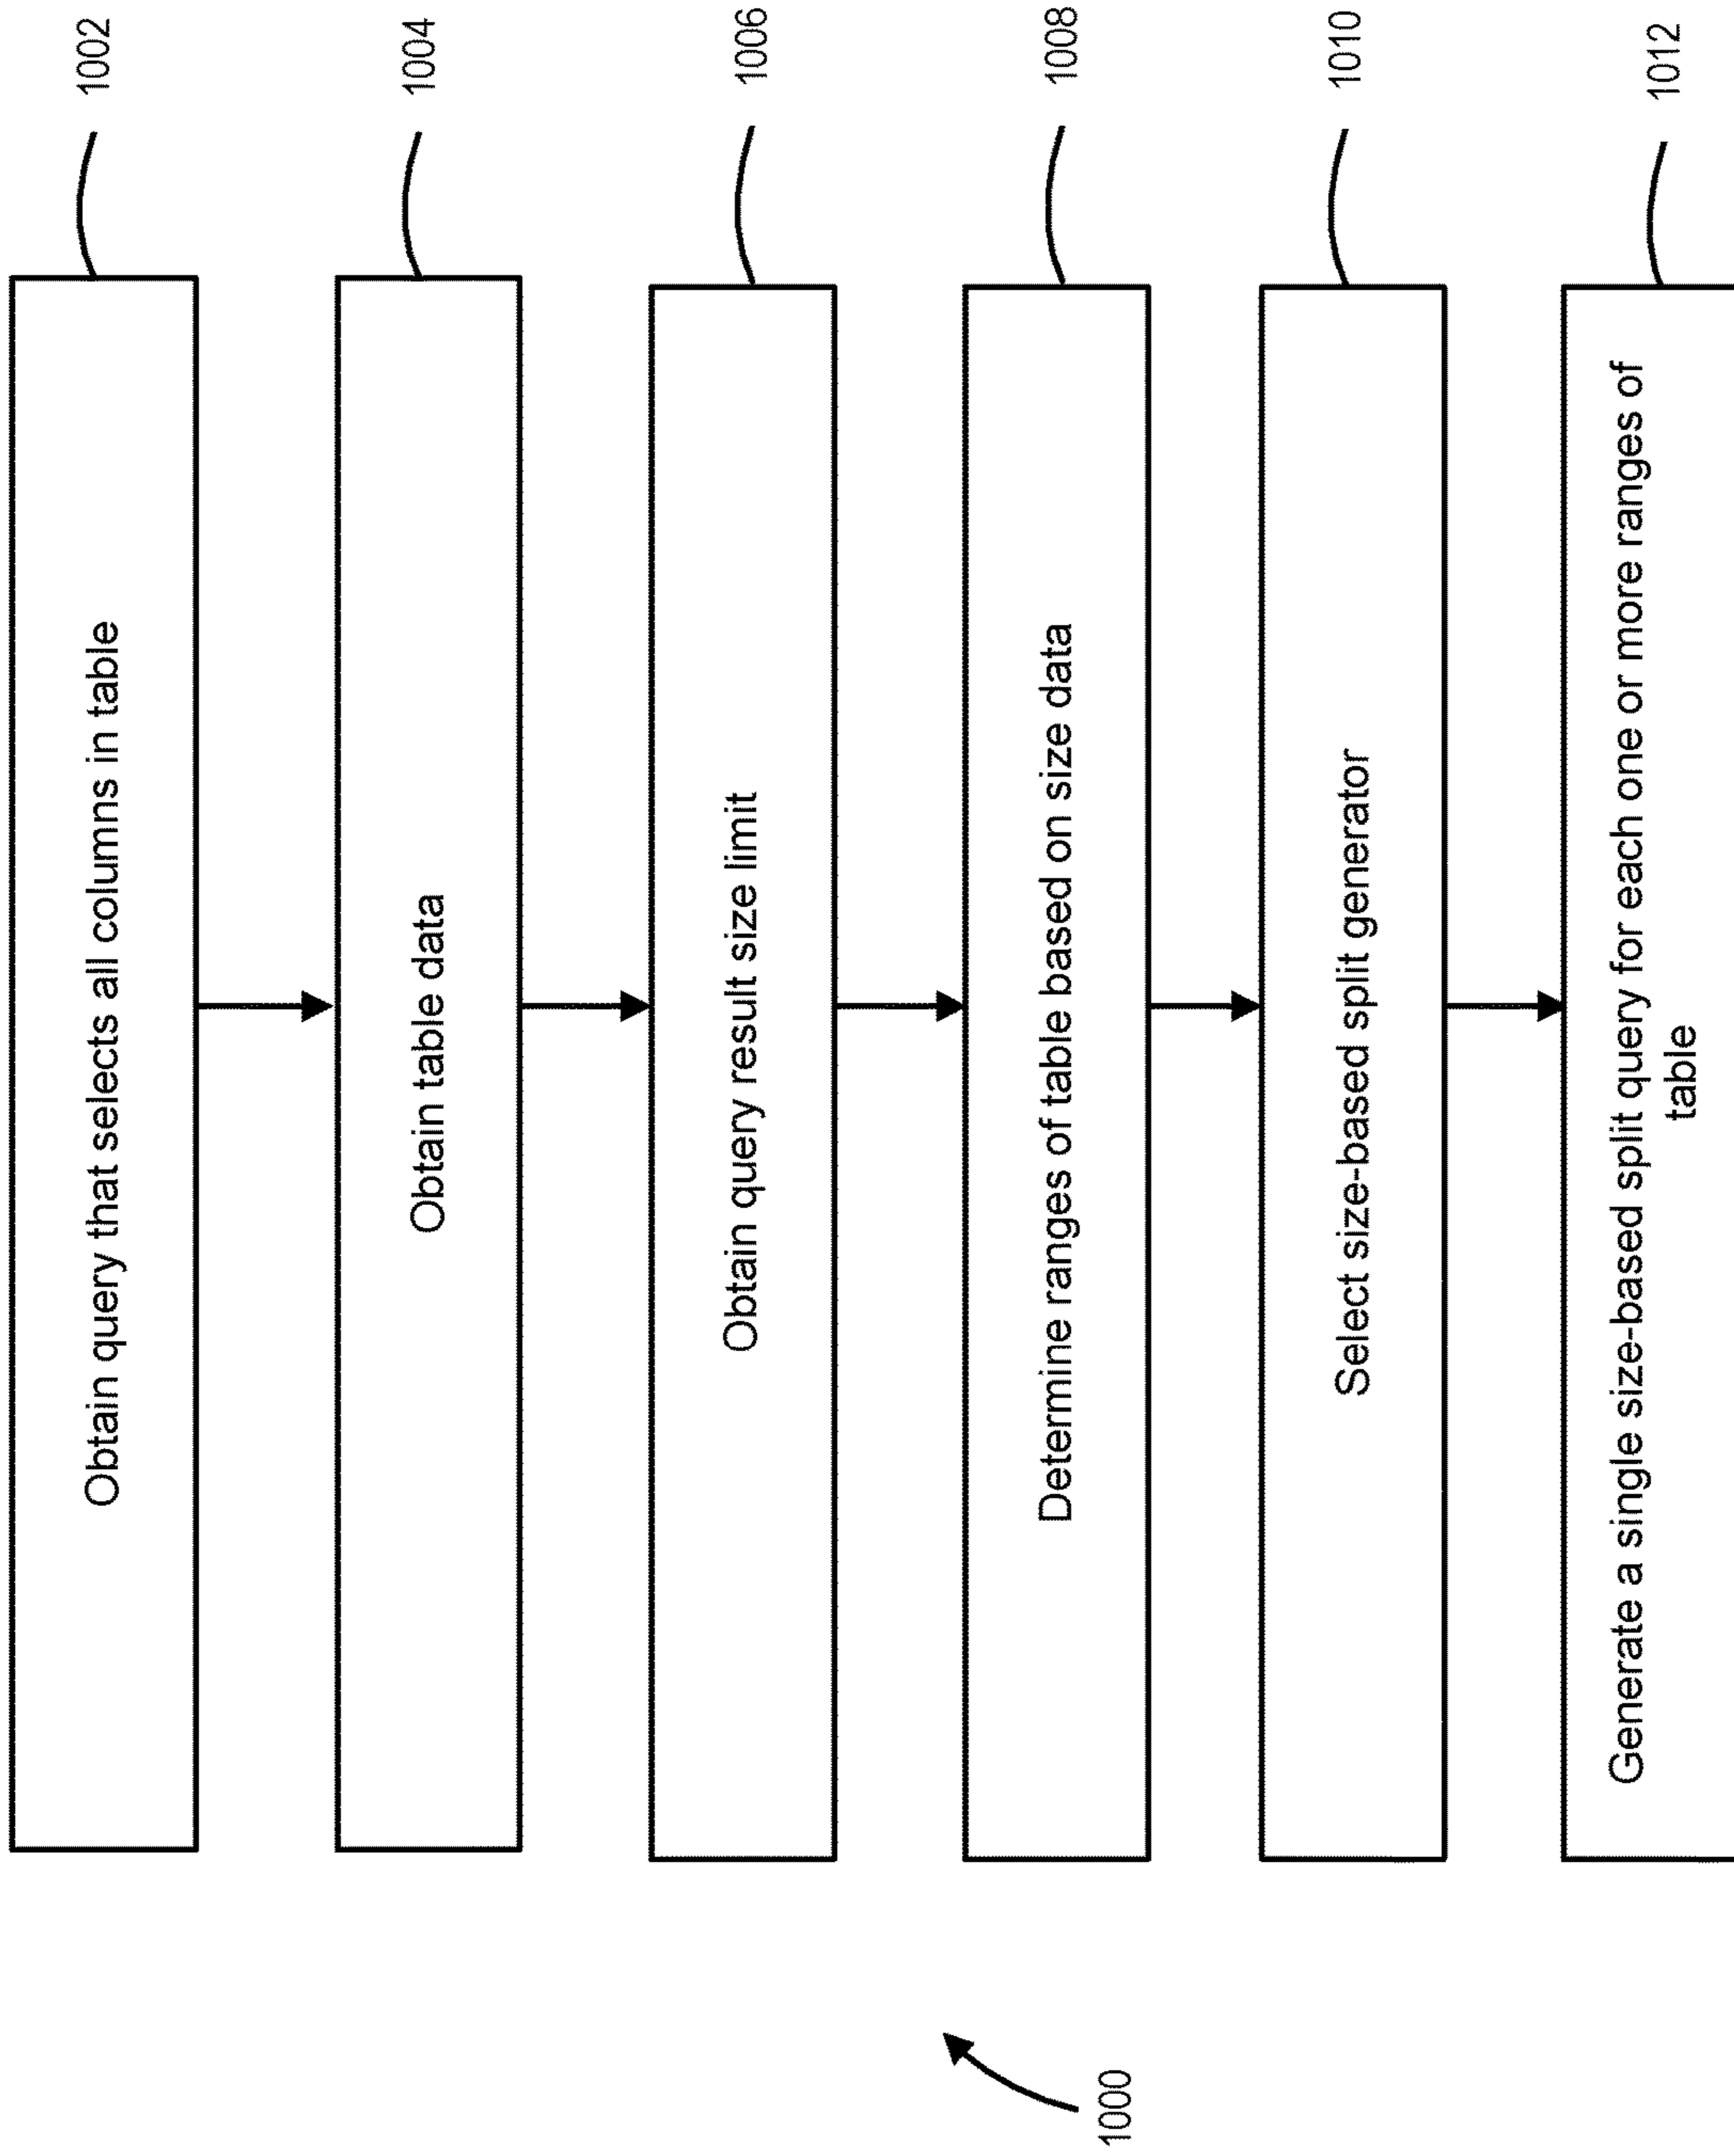 Obtain query that selects all columns in table
1002
Obtain table data
1004
Obtain query result size limit
1006
Determine ranges of table based on size data
1008
Select size-based split generator
1010
Generate a single size-based split query for each one or more ranges of
table
1012
1000